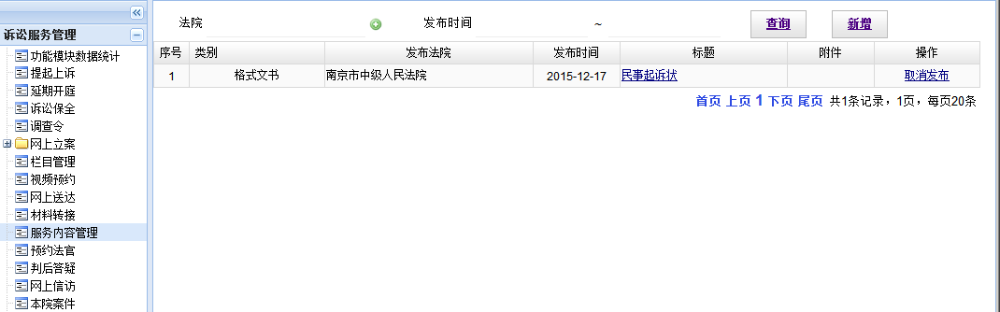 诉讼服务管理
功能模块数据统计
提起上诉
延期开庭
诉讼保全
调查令
网上立案
栏目管理
视频预约
网上送达
材料转接
服务内容管理
预约法官
判后答疑
网上信访
本院案件
法院 发布时间 ~ 查询 新增
序号 类别 发布法院 发布时间 标题 附件 操作
1 格式文书 南京市中级人民法院 2015-12-17 民事起诉状 取消发布
首页 上页 1 下页 尾页 共1条记录，1页，每页20条